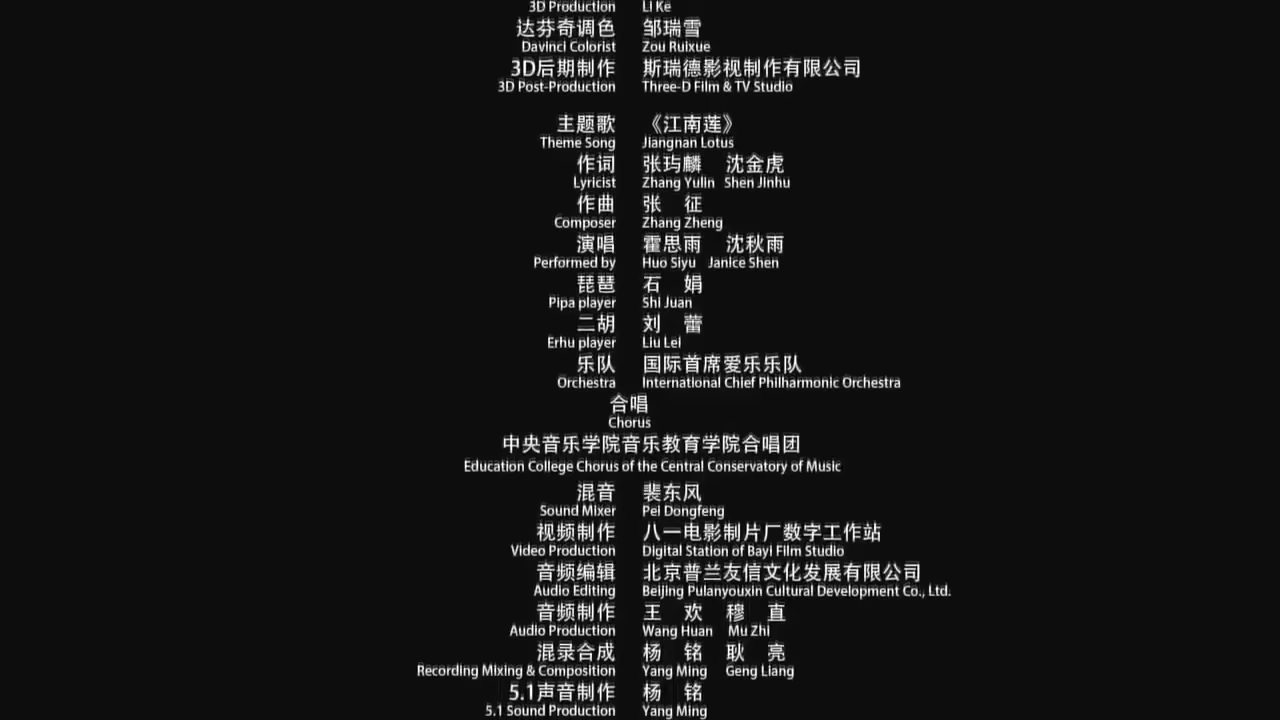 3D Production Li Ke
达芬奇调色 邹瑞雪
Davinci Colorist Zou Ruixue
3D后期制作 斯瑞德影视制作有限公司
3D Post-Production Three-D Film & TV Studio
主题歌 《江南莲》
Theme Song Jiangnan Lotus
作词 张玙麟 沈金虎
Lyricist Zhang Yulin Shen Jinhu
作曲 张 征
Composer Zhang Zheng
演唱 霍思雨 沈秋雨
Performed by Huo Siyu Janice Shen
琵琶 石 娟
Pipa player Shi Juan
二胡 刘 蕾
Erhu player Liu Lei
乐队 国际首席爱乐乐队
Orchestra International Chief Philharmonic Orchestra
合唱
Chorus
中央音乐学院音乐教育学院合唱团
Education College Chorus of the Central Conservatory of Music
混音 裴东风
Sound Mixer Pei Dongfeng
视频制作 八一电影制片厂数字工作站
Video Production Digital Station of Bayi Film Studio
音频编辑 北京普兰友信文化发展有限公司
Audio Editing Beijing Pulanyouxin Cultural Development Co., Ltd.
音频制作 王 欢 穆 直
Audio Production Wang Huan Mu Zhi
混录合成 杨 铭 耿 亮
Recording Mixing & Composition Yang Ming Geng Liang
5.1声音制作 杨 铭
5.1 Sound Production Yang Ming